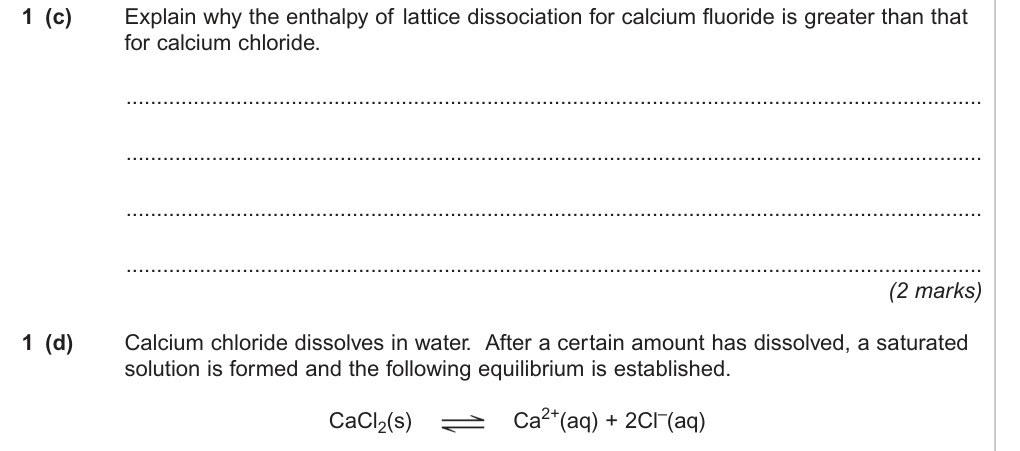 1 (c) Explain why the enthalpy of lattice dissociation for calcium fluoride is greater than that
for calcium chloride.
....................................................................................................
....................................................................................................
....................................................................................................
....................................................................................................
(2 marks)
1 (d) Calcium chloride dissolves in water. After a certain amount has dissolved, a saturated
solution is formed and the following equilibrium is established.
CaCl₂(s) ⇌ Ca²⁺(aq) + 2Cl⁻(aq)